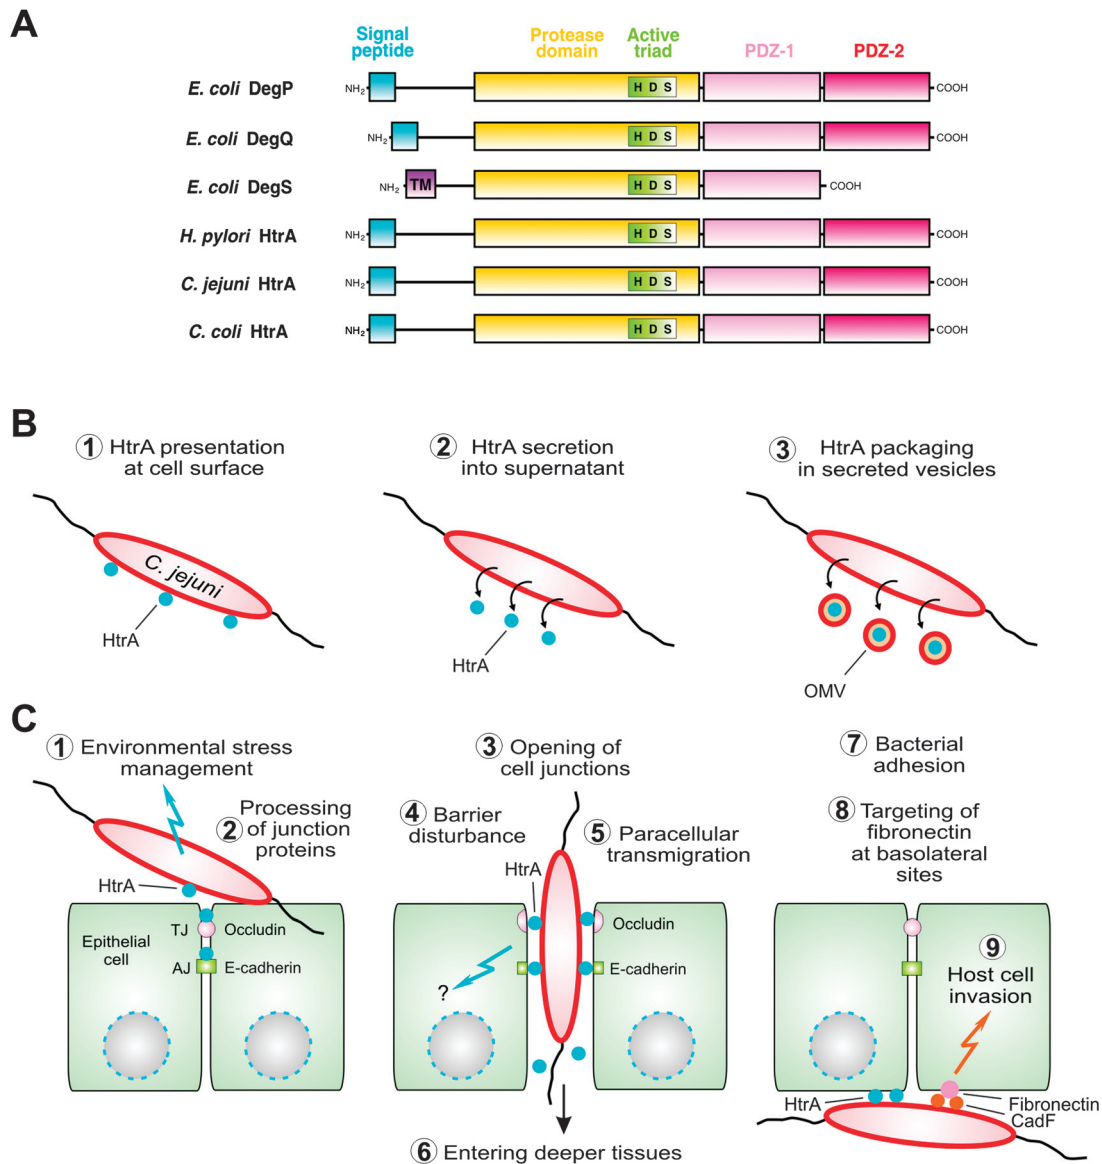 A
Signal
peptide
Protease
domain
Active
triad
PDZ-1
PDZ-2
E. coli DegP
NH2
H D S
COOH
E. coli DegQ
NH2
H D S
COOH
E. coli DegS
NH2
TM
H D S
COOH
H. pylori HtrA
NH2
H D S
COOH
C. jejuni HtrA
NH2
H D S
COOH
C. coli HtrA
NH2
H D S
COOH
B
1 HtrA presentation
at cell surface
C. jejuni
HtrA
2 HtrA secretion
into supernatant
HtrA
3 HtrA packaging
in secreted vesicles
OMV
C
1 Environmental stress
management
2 Processing
of junction
proteins
HtrA
Epithelial
cell
TJ
Occludin
AJ
E-cadherin
3 Opening of
cell junctions
4 Barrier
disturbance
5 Paracellular
transmigration
HtrA
Occludin
E-cadherin
?
6 Entering deeper tissues
7 Bacterial
adhesion
8 Targeting of
fibronectin
at basolateral
sites
9
Host cell
invasion
HtrA
Fibronectin
CadF